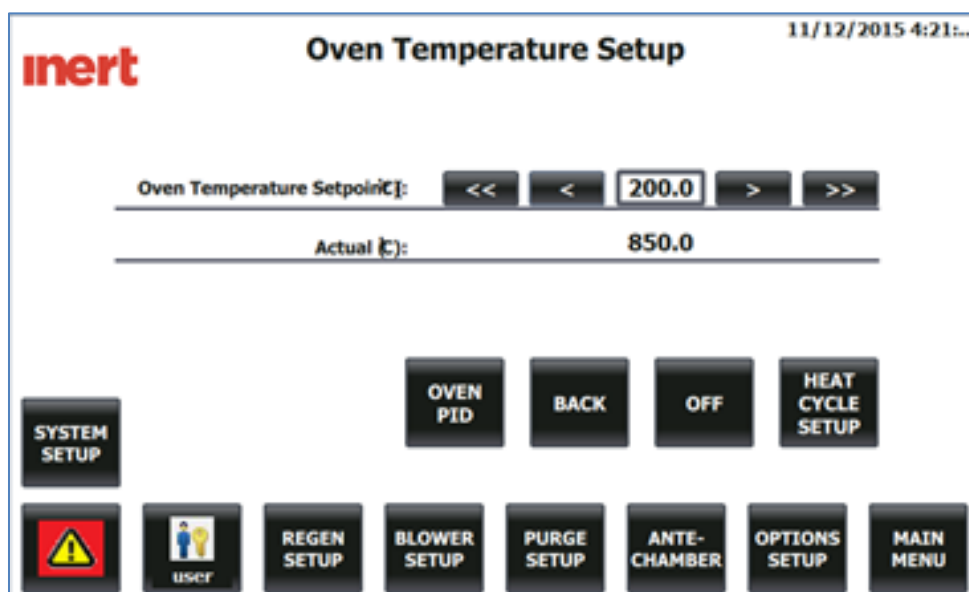 11/12/2015 4:21:..
inert
Oven Temperature Setup
Oven Temperature Setpoint[C]: << < 200.0 > >>
Actual (C): 850.0
OVEN PID
BACK
OFF
HEAT CYCLE SETUP
SYSTEM SETUP
user
REGEN SETUP
BLOWER SETUP
PURGE SETUP
ANTE-CHAMBER
OPTIONS SETUP
MAIN MENU